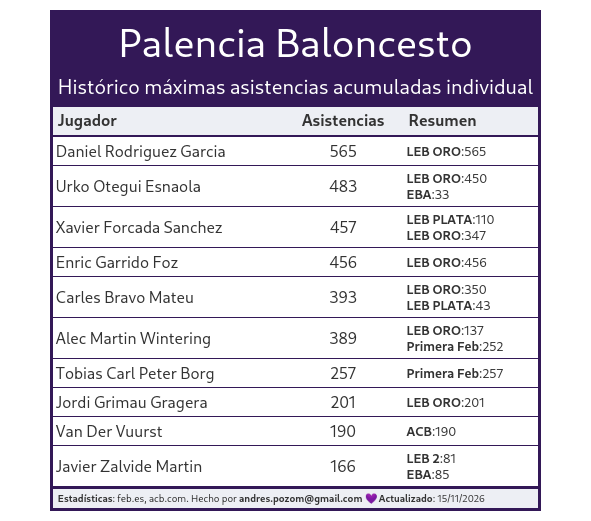 Palencia Baloncesto
Histórico máximas asistencias acumuladas individual
Jugador Asistencias Resumen
Daniel Rodriguez Garcia 565 LEB ORO:565
Urko Otegui Esnaola 483 LEB ORO:450
EBA:33
Xavier Forcada Sanchez 457 LEB PLATA:110
LEB ORO:347
Enric Garrido Foz 456 LEB ORO:456
Carles Bravo Mateu 393 LEB ORO:350
LEB PLATA:43
Alec Martin Wintering 389 LEB ORO:137
Primera Feb:252
Tobias Carl Peter Borg 257 Primera Feb:257
Jordi Grimau Gragera 201 LEB ORO:201
Van Der Vuurst 190 ACB:190
Javier Zalvide Martin 166 LEB 2:81
EBA:85
Estadísticas: feb.es, acb.com. Hecho por andres.pozom@gmail.com 💜 Actualizado: 15/11/2026